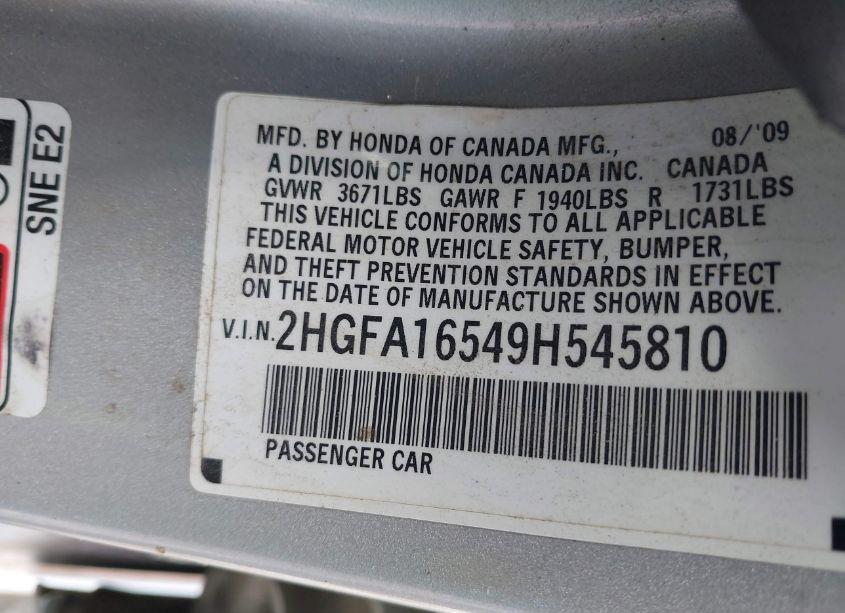 SNE E2
MFD. BY HONDA OF CANADA MFG., 08/'09
A DIVISION OF HONDA CANADA INC. CANADA
GVWR 3671LBS GAWR F 1940LBS R 1731LBS
THIS VEHICLE CONFORMS TO ALL APPLICABLE
FEDERAL MOTOR VEHICLE SAFETY, BUMPER,
AND THEFT PREVENTION STANDARDS IN EFFECT
ON THE DATE OF MANUFACTURE SHOWN ABOVE.
V.I.N. 2HGFA16549H545810
PASSENGER CAR